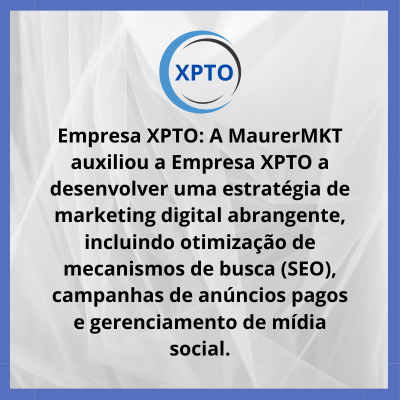 XPTO
Empresa XPTO: A MaurerMKT
auxiliou a Empresa XPTO a
desenvolver uma estratégia de
marketing digital abrangente,
incluindo otimização de
mecanismos de busca (SEO),
campanhas de anúncios pagos
e gerenciamento de mídia
social.